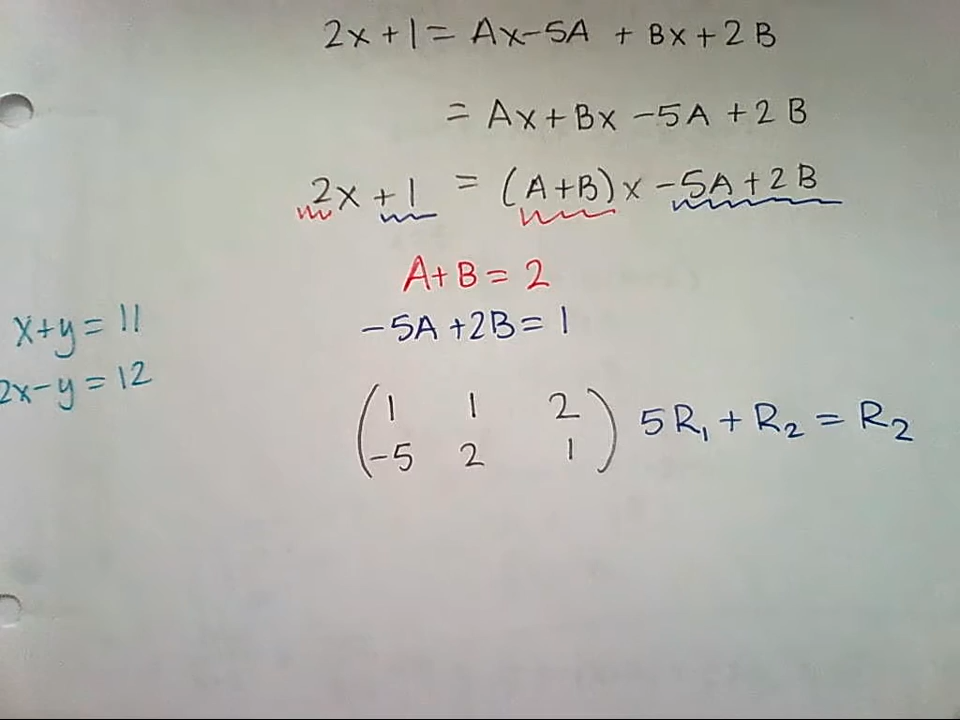 2x+1 = Ax-5A + Bx+2B
= Ax+Bx -5A +2B
2x +1 = (A+B)x -5A+2B
A+B = 2
-5A+2B = 1
x+y = 11
2x-y = 12
1 1 2
-5 2 1
5R₁ + R₂ = R₂